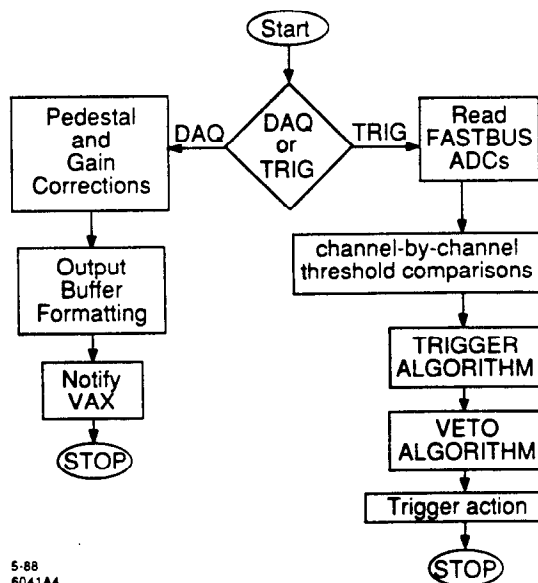 Start
DAQ
or
TRIG
DAQ
Pedestal
and
Gain
Corrections
Output
Buffer
Formatting
Notify
VAX
STOP
TRIG
Read
FASTBUS
ADCs
channel-by-channel
threshold comparisons
TRIGGER
ALGORITHM
VETO
ALGORITHM
Trigger action
STOP
5-88
6041A4